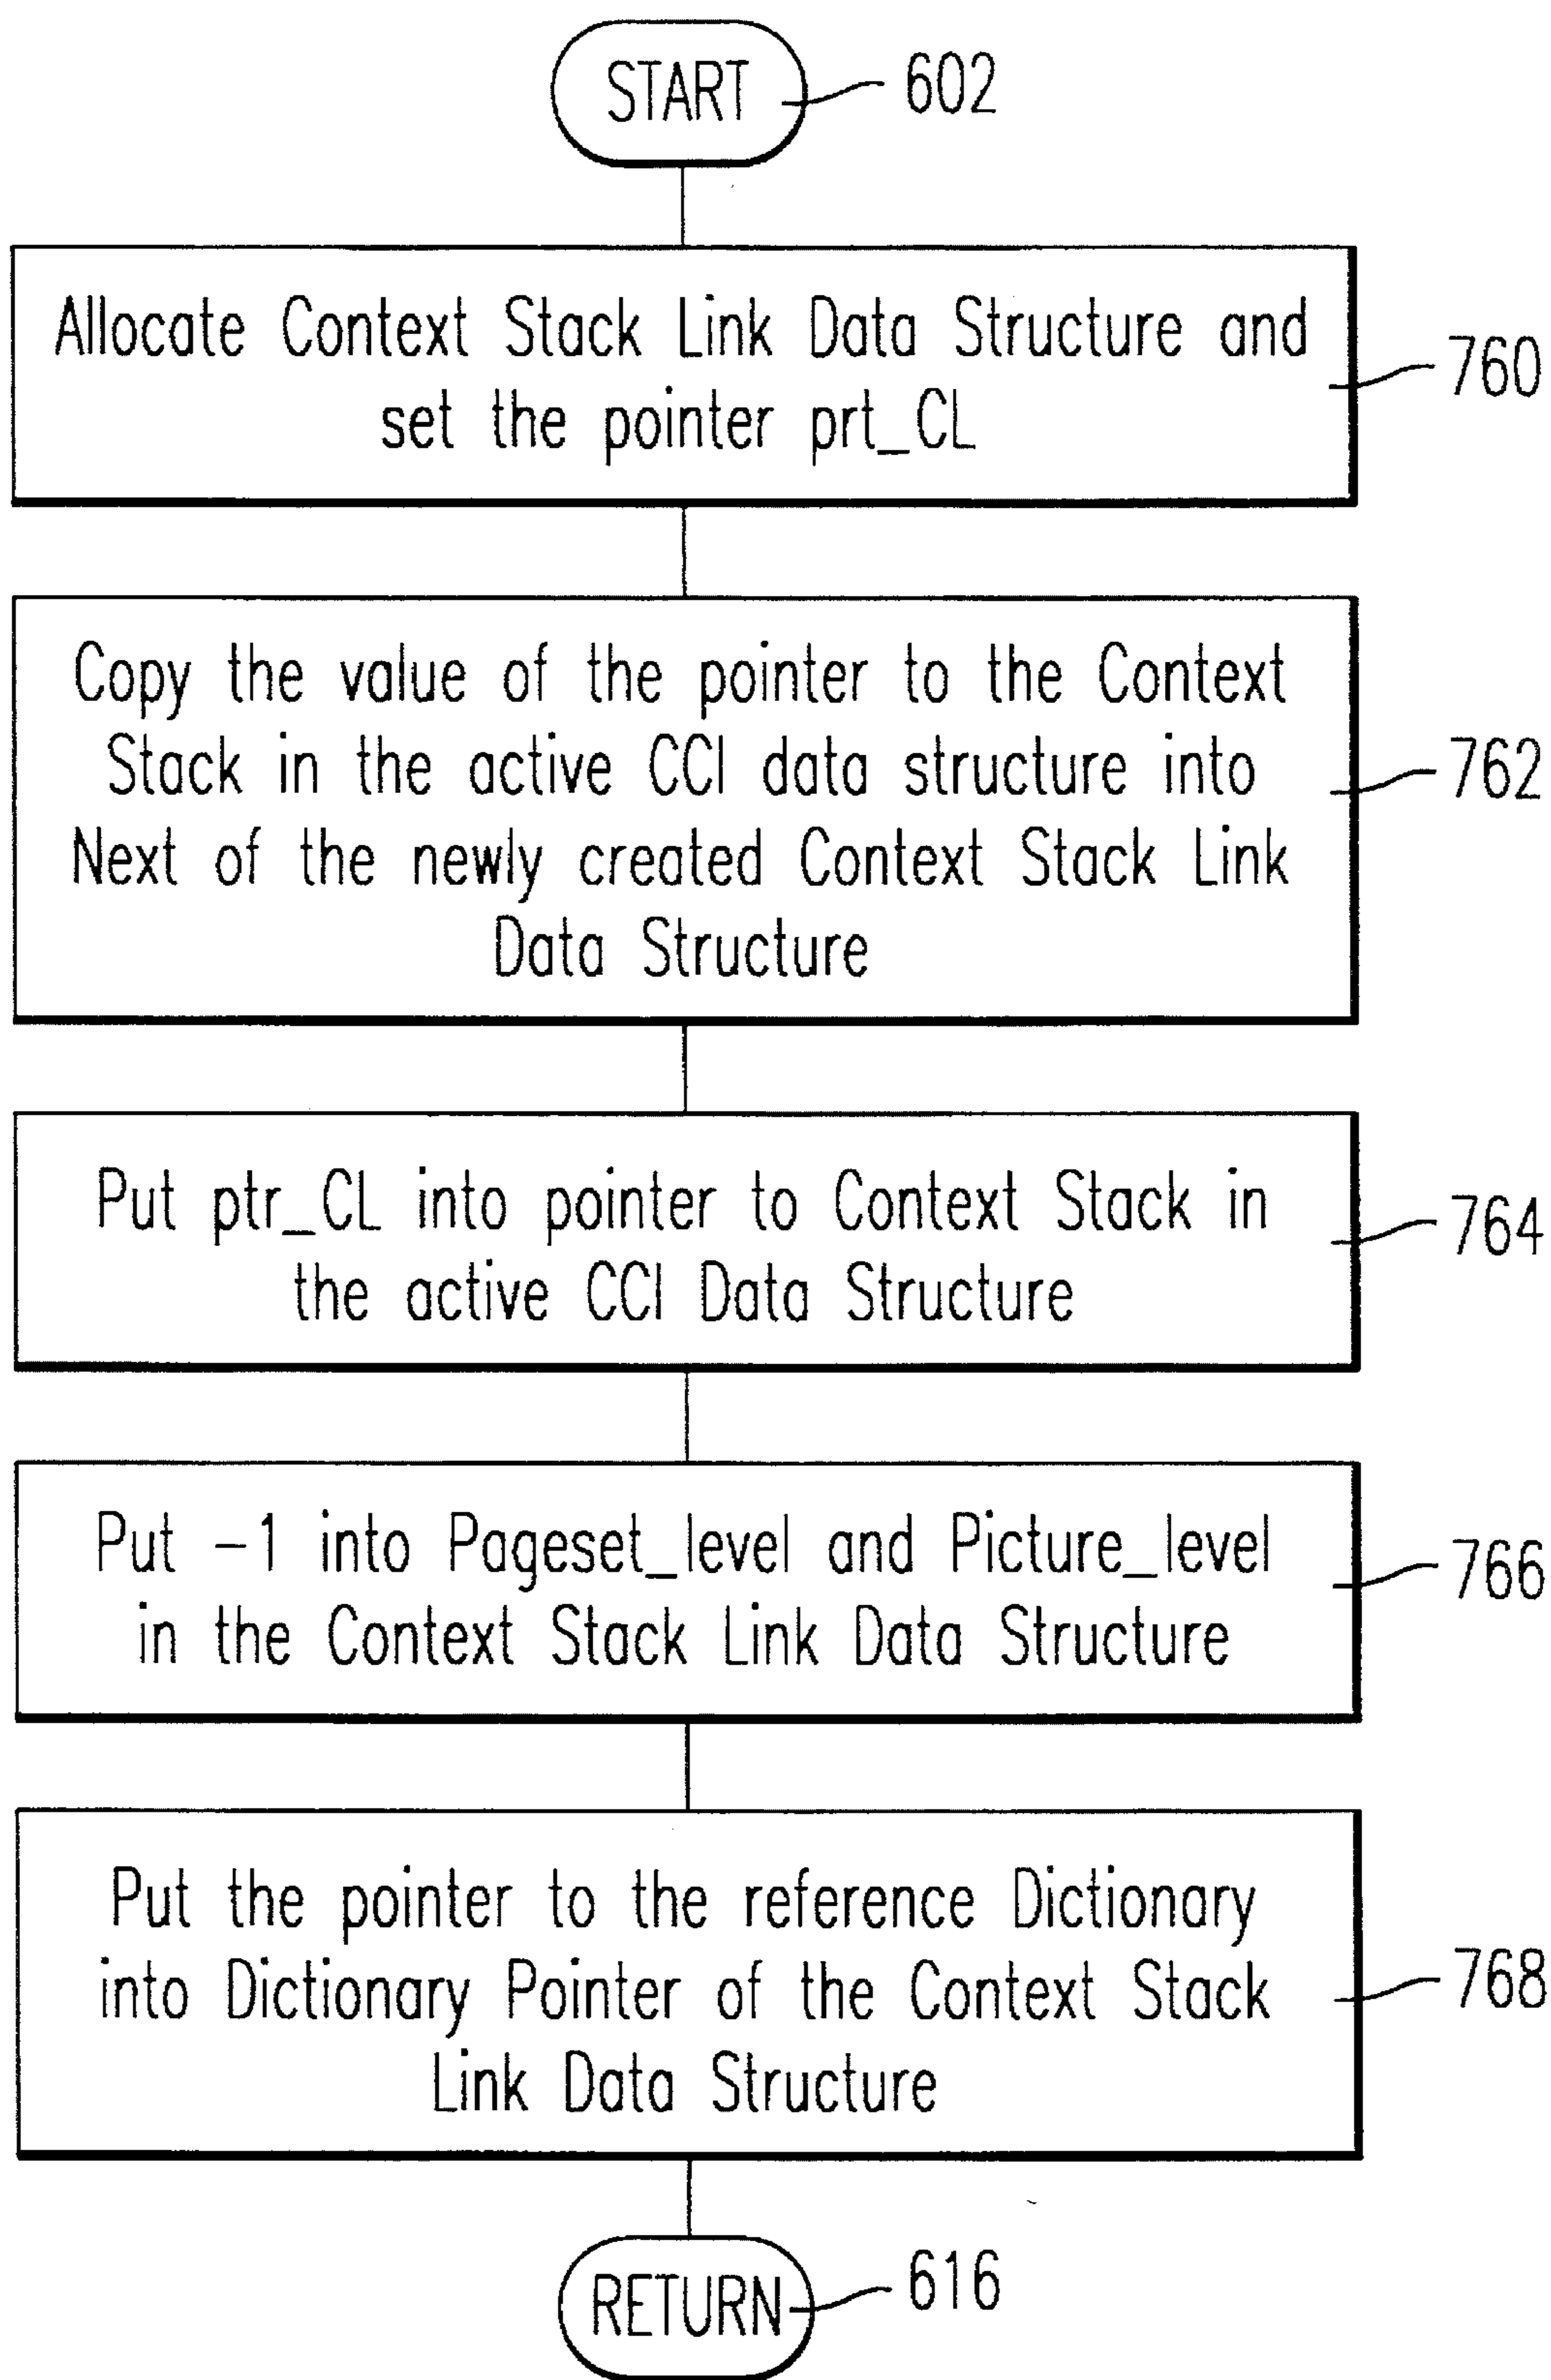 START
602
Allocate Context Stack Link Data Structure and
set the pointer prt_CL
760
Copy the value of the pointer to the Context
Stack in the active CCI data structure into
Next of the newly created Context Stack Link
Data Structure
762
Put ptr_CL into pointer to Context Stack in
the active CCI Data Structure
764
Put -1 into Pageset_level and Picture_level
in the Context Stack Link Data Structure
766
Put the pointer to the reference Dictionary
into Dictionary Pointer of the Context Stack
Link Data Structure
768
RETURN
616